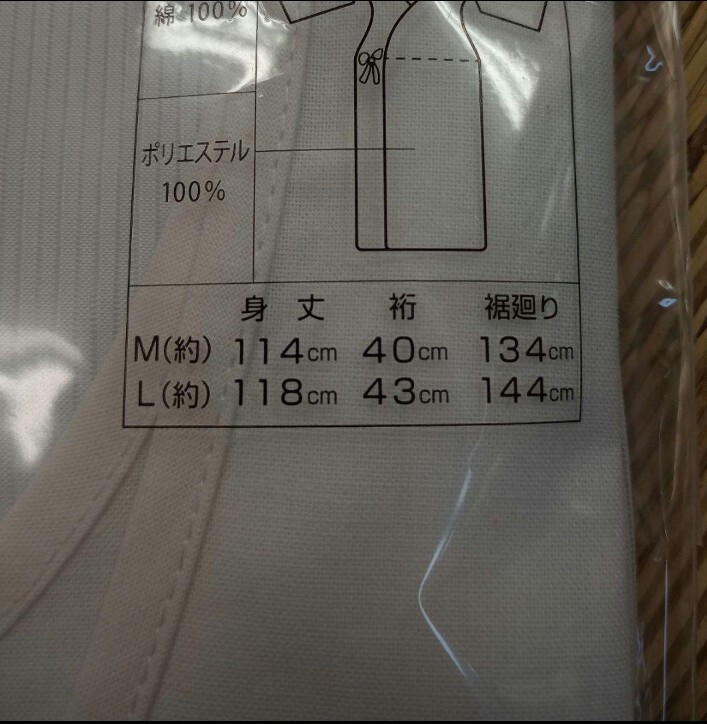 綿 100%
ポリエステル
100%
身 丈 裄 裾廻り
M(約) 114cm 40cm 134cm
L(約) 118cm 43cm 144cm